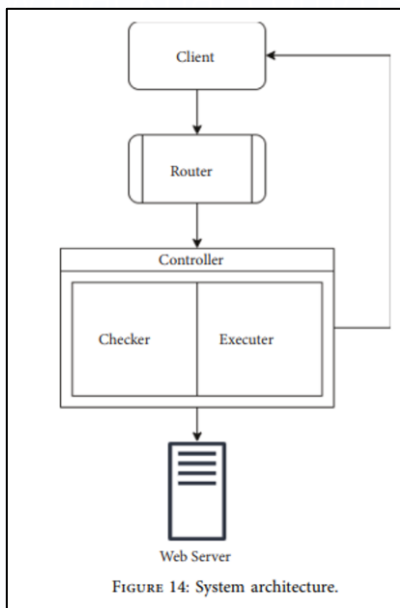 Client
Router
Controller
Checker
Executer
Web Server
FIGURE 14: System architecture.